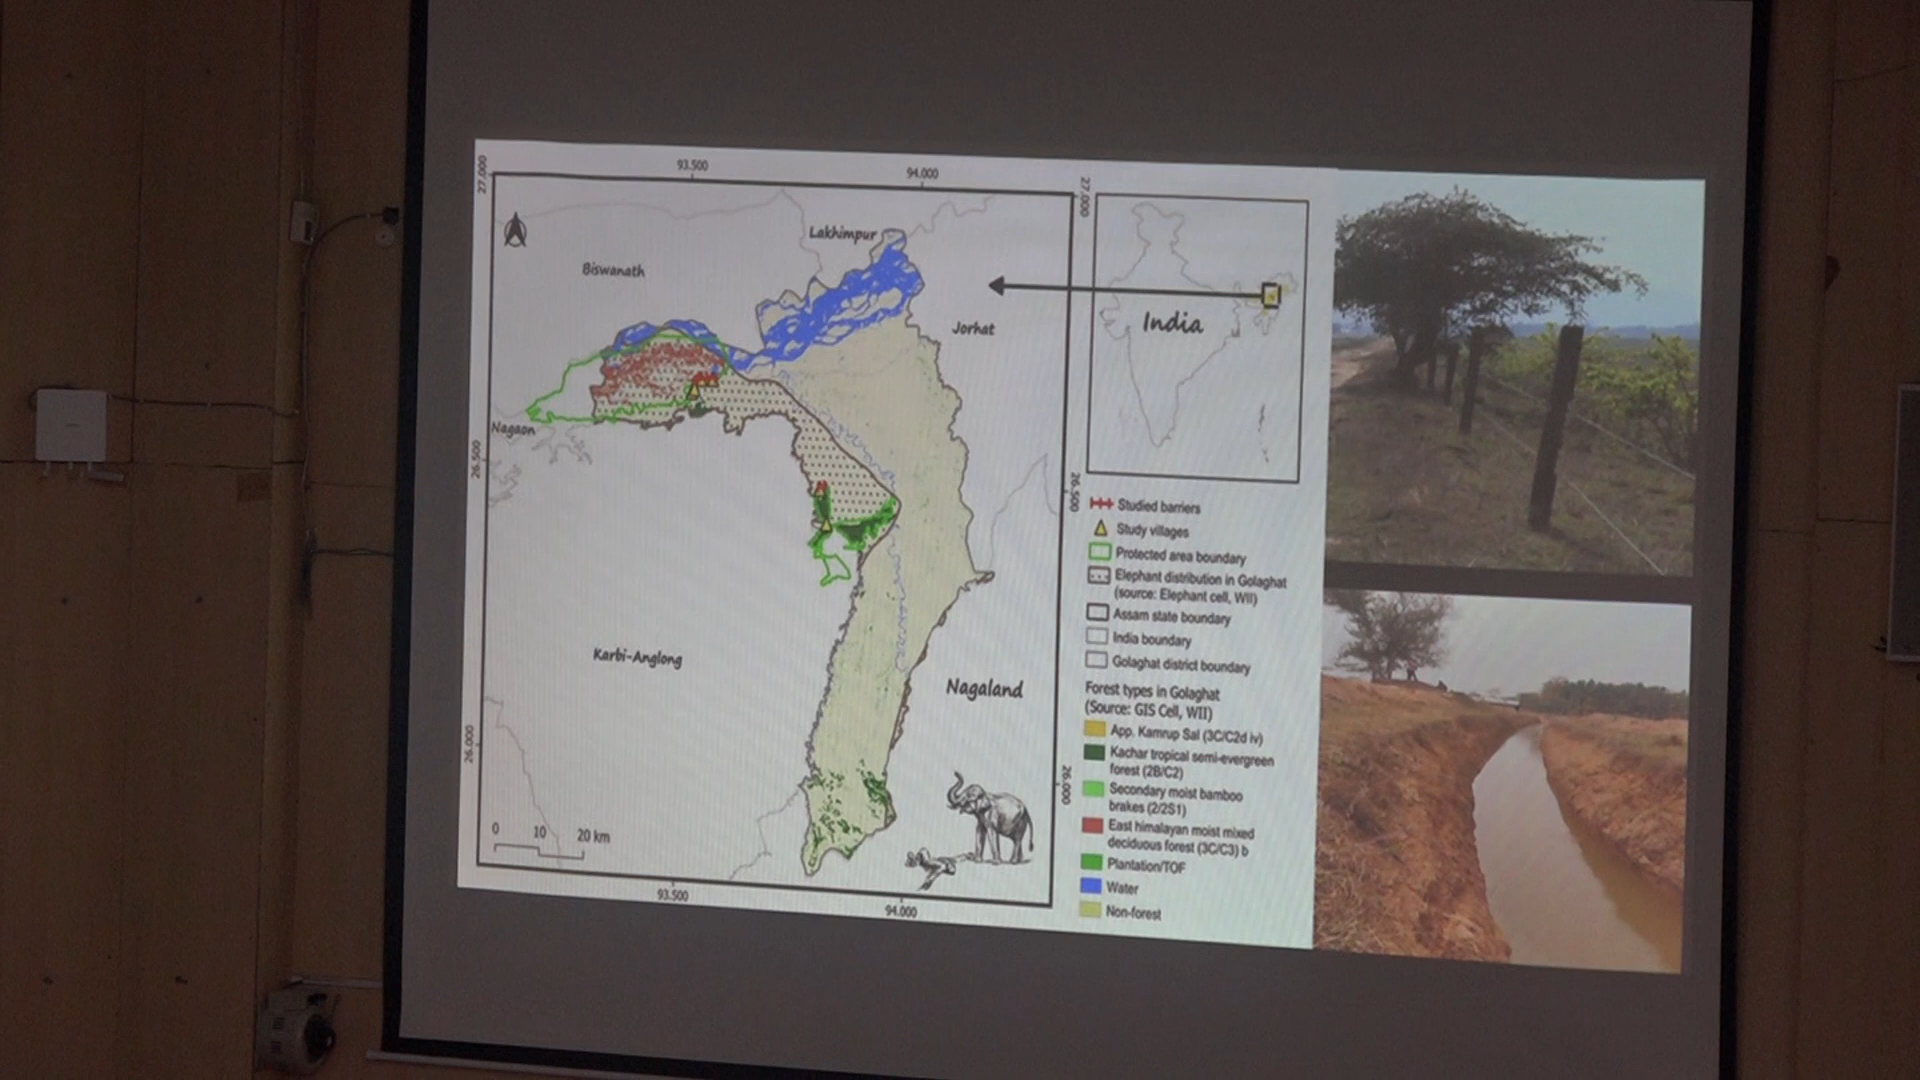 93.500
94.000
27.000
27.000
Lakhimpur
Biswanath
Jorhat
India
Nagaon
26.500
26.500
Karbi-Anglong
Nagaland
26.000
26.000
0 10 20 km
93.500
94.000
Studied barriers
Study villages
Protected area boundary
Elephant distribution in Golaghat
(source: Elephant cell, WII)
Assam state boundary
India boundary
Golaghat district boundary
Forest types in Golaghat
(Source: GIS Cell, WII)
App. Kamrup Sal (3C/C2d iv)
Kachar tropical semi-evergreen
forest (2B/C2)
Secondary moist bamboo
brakes (2/2S1)
East himalayan moist mixed
deciduous forest (3C/C3) b
Plantation/TOF
Water
Non-forest